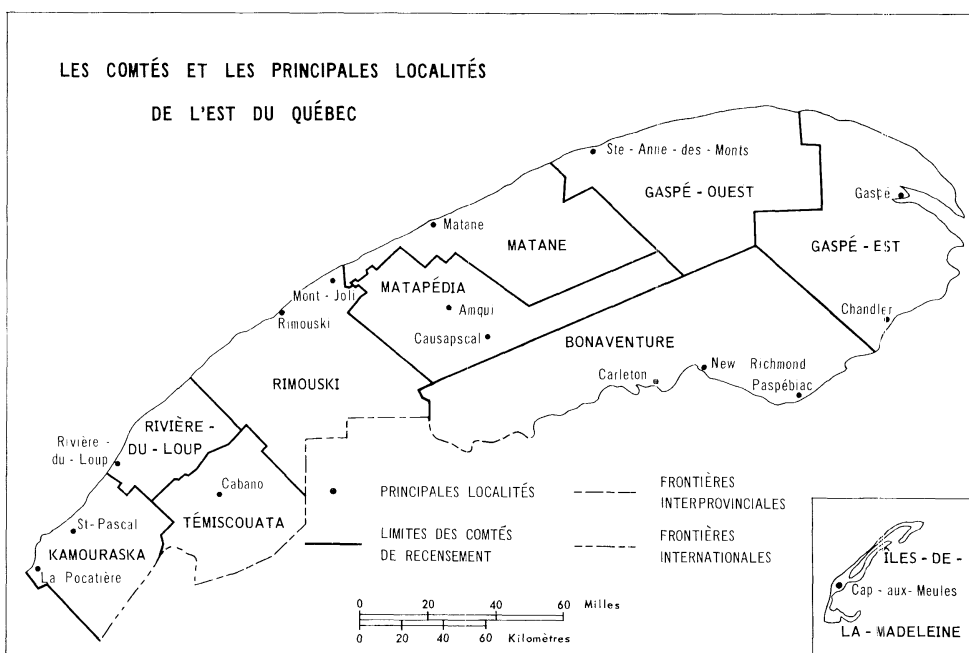 LES COMTÉS ET LES PRINCIPALES LOCALITÉS
DE L'EST DU QUÉBEC
Ste - Anne - des - Monts
GASPÉ - OUEST
Gaspé
Matane
MATANE
GASPÉ - EST
Mont - Joli
MATAPÉDIA
Rimouski
Amqui
Chandler
Causapscal
BONAVENTURE
New Richmond
Carleton
Paspébiac
RIMOUSKI
RIVIÈRE -
DU - LOUP
Rivière -
du - Loup
Cabano
TÉMISCOUATA
St-Pascal
KAMOURASKA
La Pocatière
PRINCIPALES LOCALITÉS
FRONTIÈRES
INTERPROVINCIALES
LIMITES DES COMTÉS
DE RECENSEMENT
FRONTIÈRES
INTERNATIONALES
0 20 40 60 Milles
0 20 40 60 Kilomètres
ÎLES - DE -
Cap - aux - Meules
LA - MADELEINE